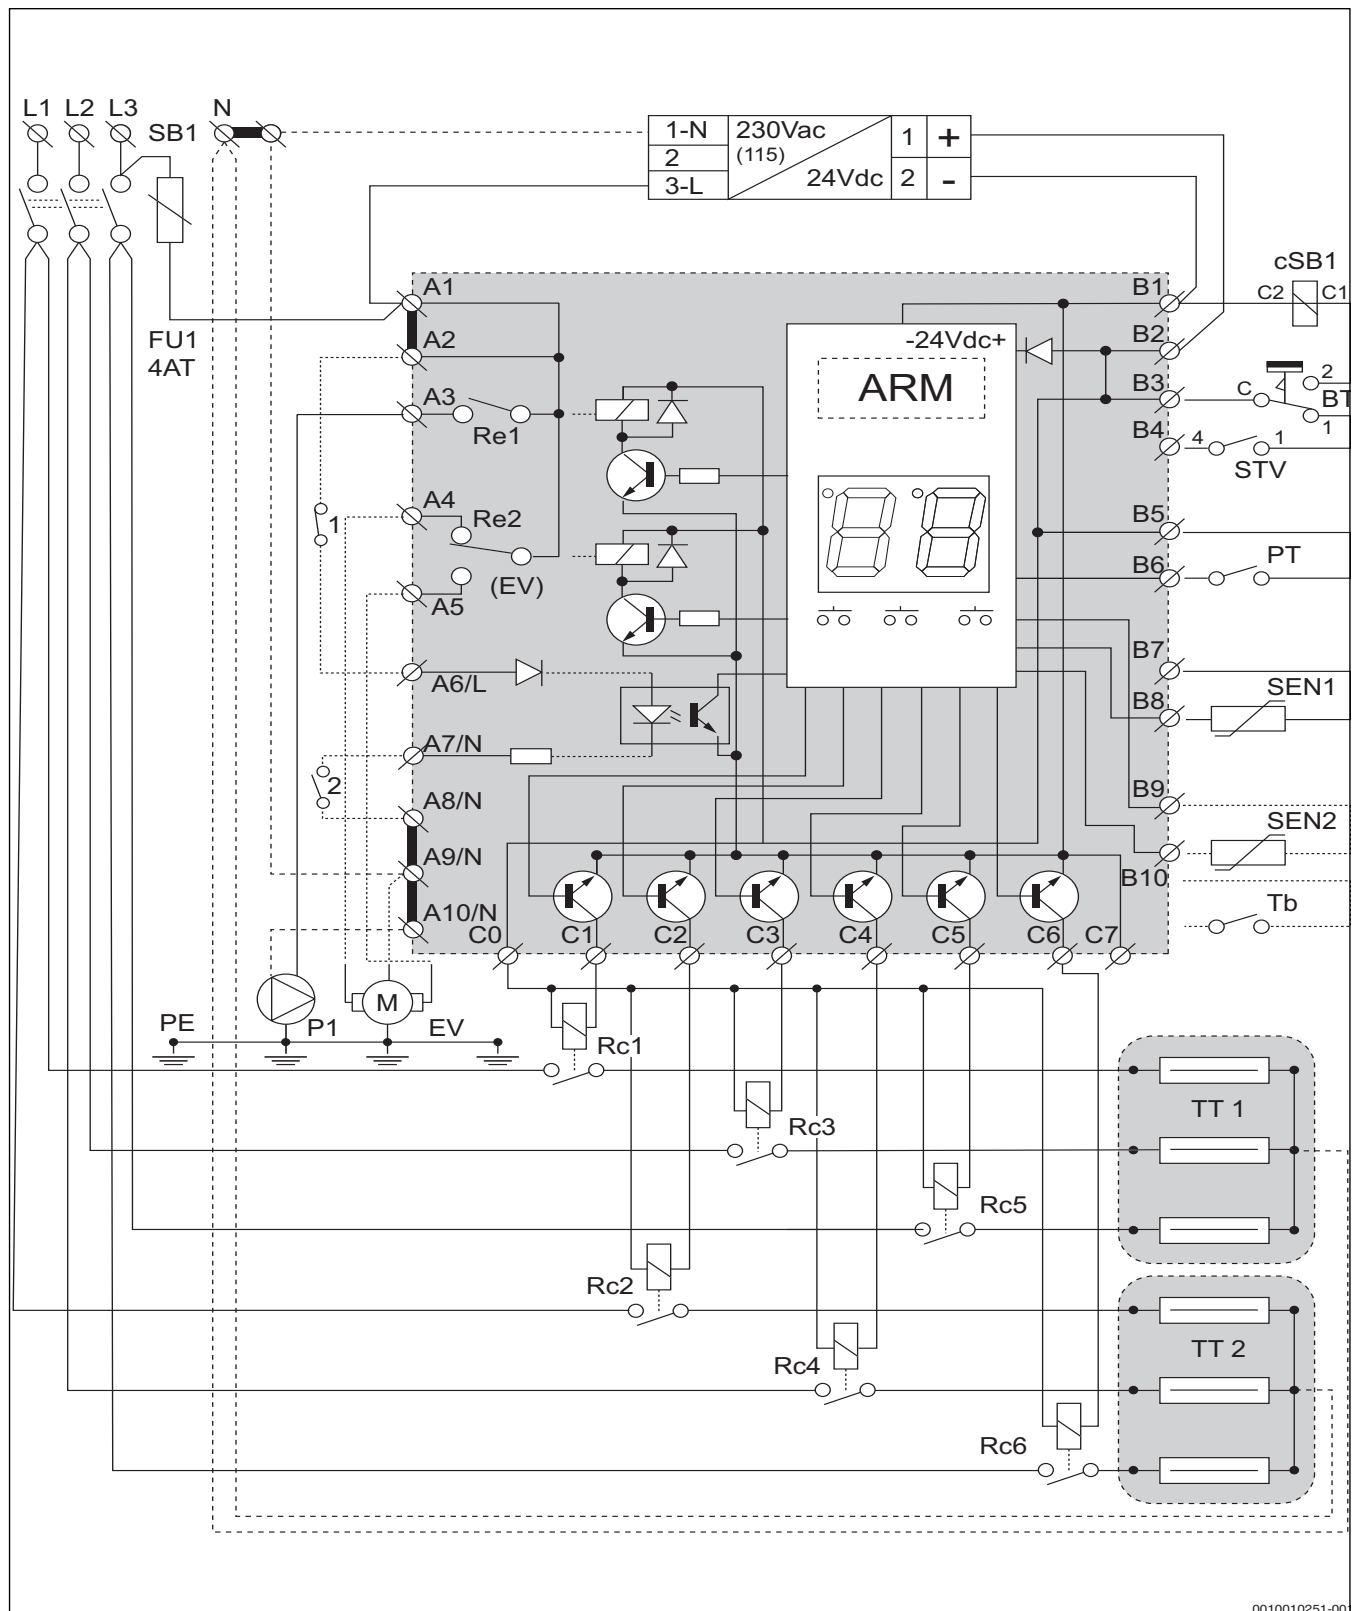 L1 L2 L3 SB1 N
1-N 230Vac 1 +
2 (115)
3-L 24Vdc 2 -
cSB1
C2 C1
A1 B1
FU1
4AT
A2 -24Vdc+ B2
ARM
A3 B3 C 2
BT
1
Re1 B4 4 1
STV
A4 Re2 B5
1
PT
B6
(EV)
A5
B7
A6/L SEN1
B8
A7/N
2
A8/N B9
SEN2
A9/N B10
Tb
A10/N
C0 C1 C2 C3 C4 C5 C6 C7
M
PE P1 EV
Rc1
TT 1
Rc3
Rc5
Rc2
TT 2
Rc4
Rc6
0010010251-001